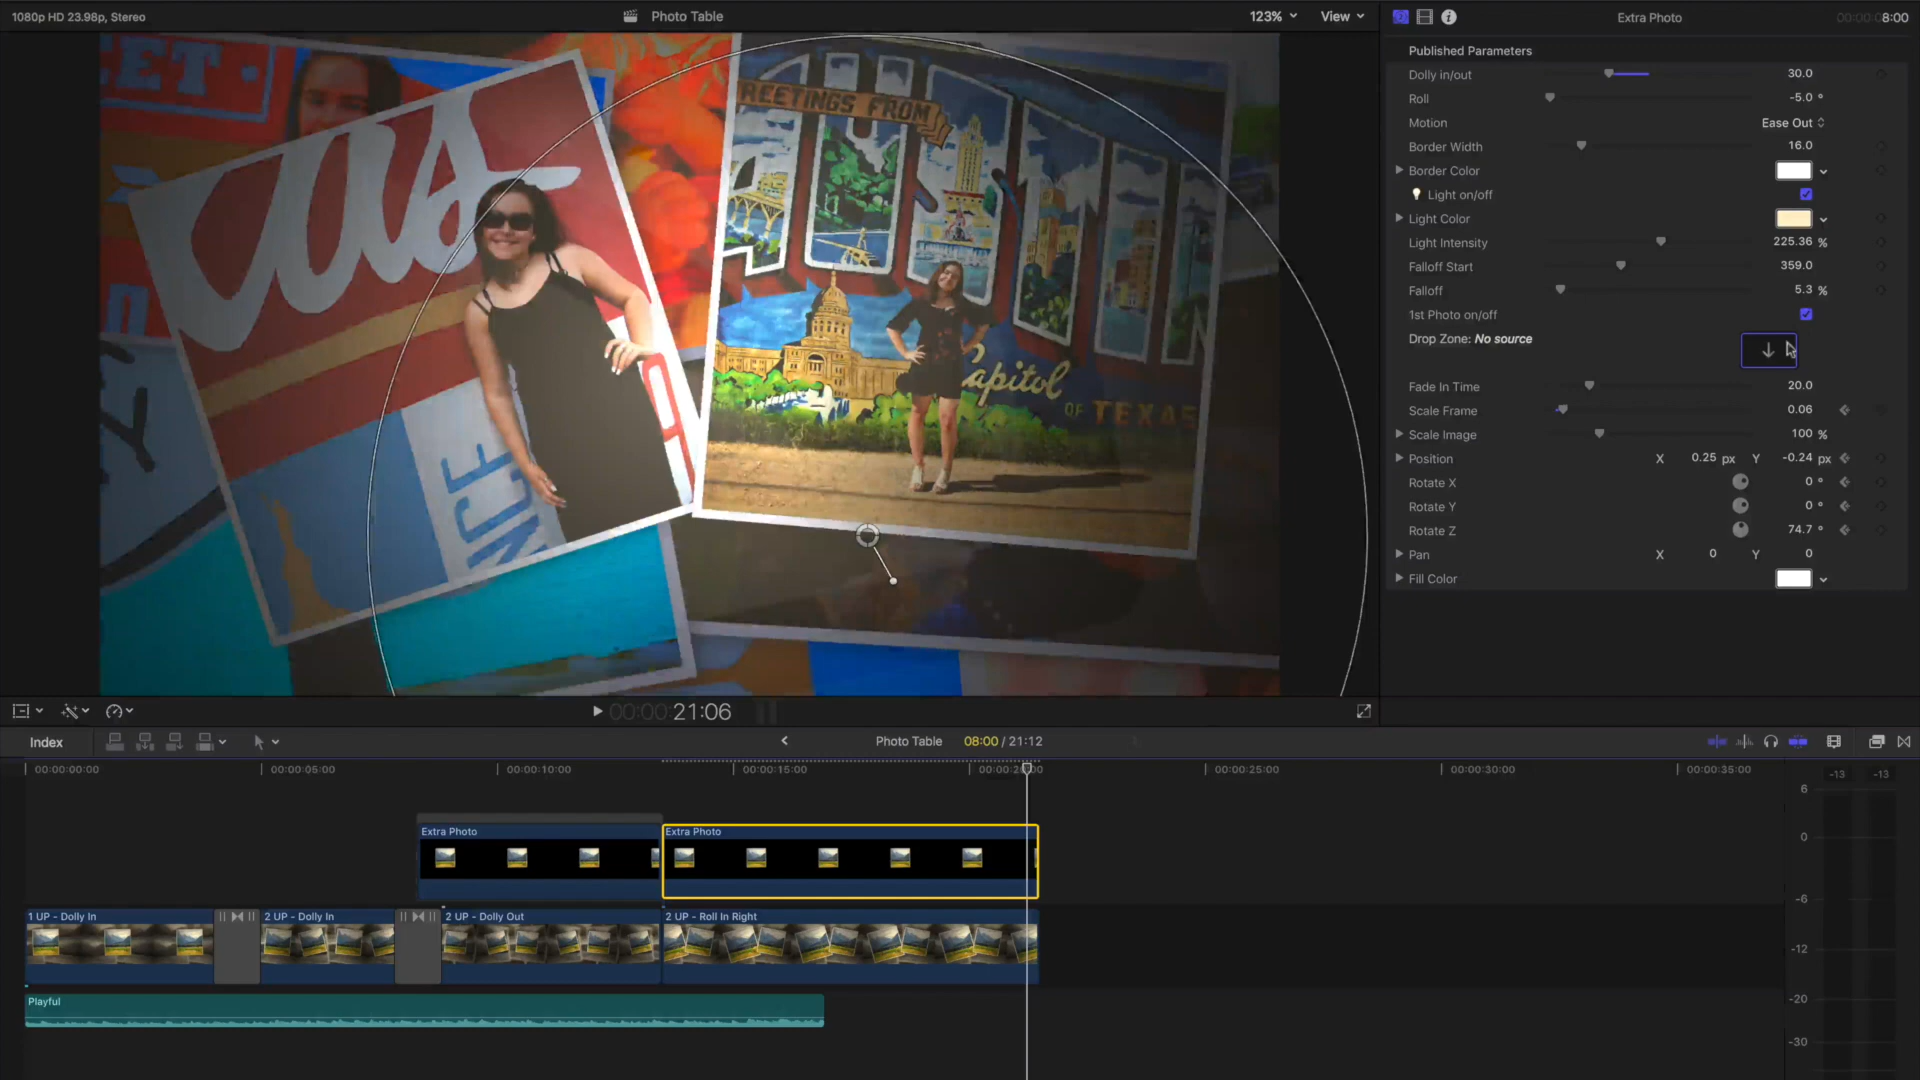 1080p HD 23.98p, Stereo
Photo Table
123%
View
Extra Photo
00:00:08:00
Published Parameters
Dolly in/out 30.0
Roll -5.0 °
Motion Ease Out
Border Width 16.0
Border Color
Light on/off
Light Color
Light Intensity 225.36 %
Falloff Start 359.0
Falloff 5.3 %
1st Photo on/off
Drop Zone: No source
Fade In Time 20.0
Scale Frame 0.06
Scale Image 100 %
Position X 0.25 px Y -0.24 px
Rotate X 0 °
Rotate Y 0 °
Rotate Z 74.7 °
Pan X 0 Y 0
Fill Color
GREETINGS FROM
AUSTIN
Capitol
OF TEXAS
00:00:00:21:06
Index
Photo Table 08:00 / 21:12
00:00:00:00
00:00:05:00
00:00:10:00
00:00:15:00
00:00:25:00
00:00:30:00
00:00:35:00
-13 -13
6
0
-6
-12
-20
-30
Extra Photo
Extra Photo
1 UP - Dolly In
2 UP - Dolly In
2 UP - Dolly Out
2 UP - Roll In Right
Playful